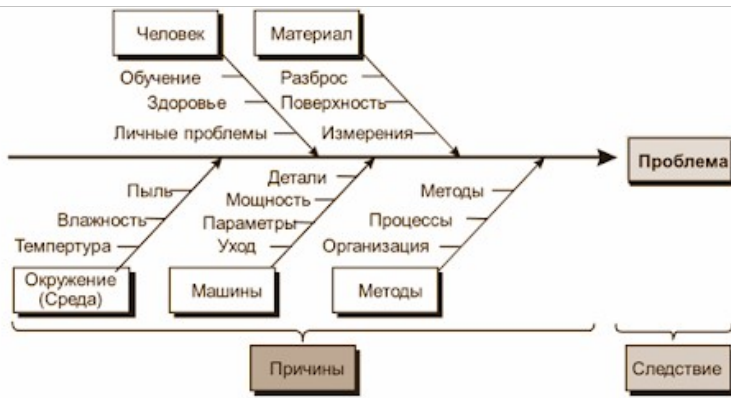 Человек
Материал
Обучение
Здоровье
Личные проблемы
Разброс
Поверхность
Измерения
Проблема
Пыль
Влажность
Темпертура
Окружение
(Среда)
Детали
Мощность
Параметры
Уход
Машины
Методы
Процессы
Организация
Методы
Причины
Следствие